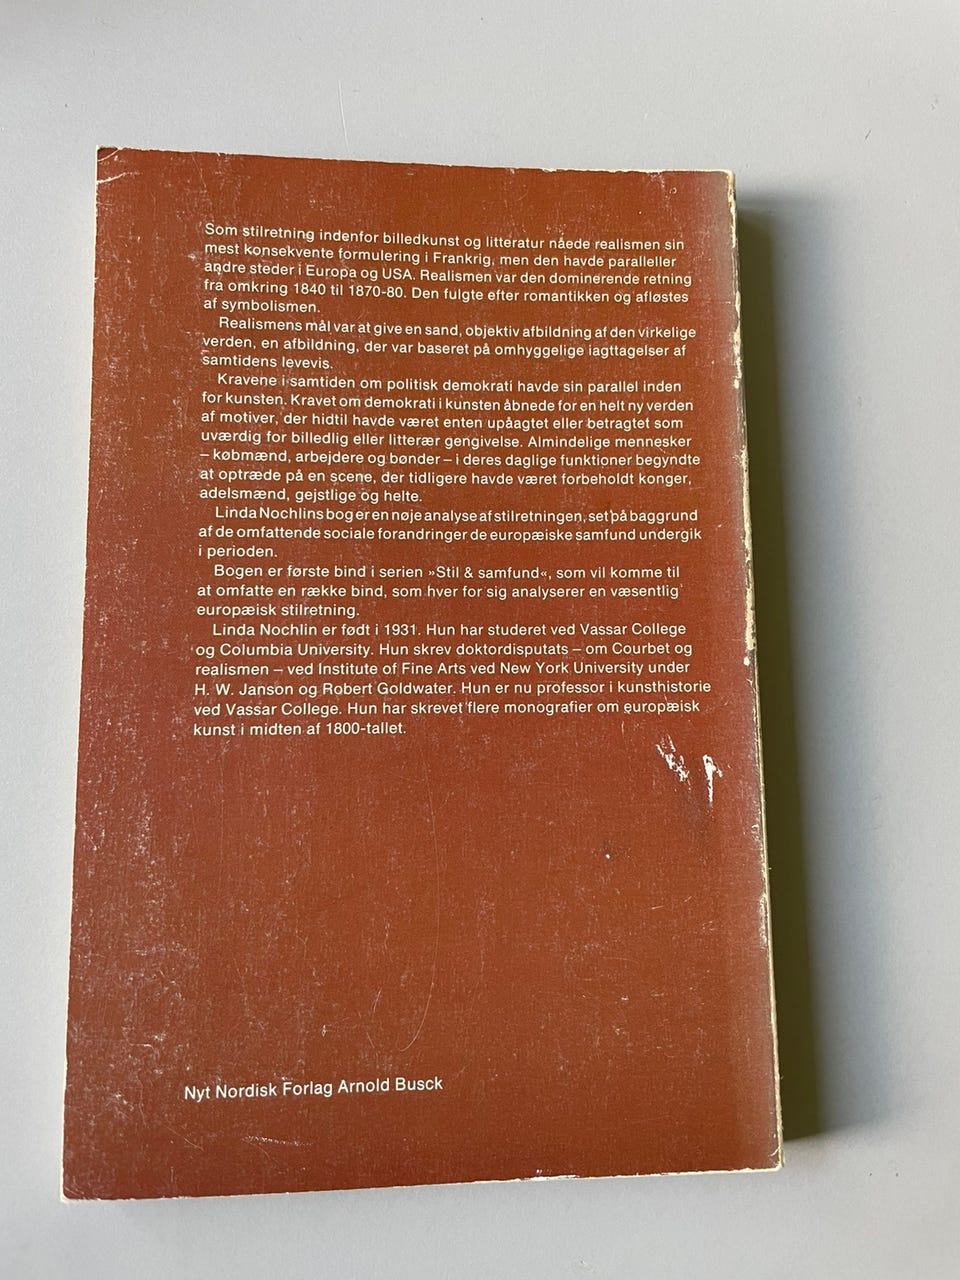 Som stilretning indenfor billedkunst og litteratur nåede realismen sin
mest konsekvente formulering i Frankrig, men den havde paralleller
andre steder i Europa og USA. Realismen var den dominerende retning
fra omkring 1840 til 1870-80. Den fulgte efter romantikken og afløstes
af symbolismen.
Realismens mål var at give en sand, objektiv afbildning af den virkelige
verden, en afbildning, der var baseret på omhyggelige iagttagelser af
samtidens levevis.
Kravene i samtiden om politisk demokrati havde sin parallel inden
for kunsten. Kravet om demokrati i kunsten åbnede for en helt ny verden
af motiver, der hidtil havde været enten upåagtet eller betragtet som
uværdig for billedlig eller litterær gengivelse. Almindelige mennesker
– købmænd, arbejdere og bønder – i deres daglige funktioner begyndte
at optræde på en scene, der tidligere havde været forbeholdt konger,
adelsmænd, gejstlige og helte.
Linda Nochlins bog er en nøje analyse af stilretningen, set på baggrund
af de omfattende sociale forandringer de europæiske samfund undergik
i perioden.
Bogen er første bind i serien »Stil & samfund«, som vil komme til
at omfatte en række bind, som hver for sig analyserer en væsentlig
europæisk stilretning.
Linda Nochlin er født i 1931. Hun har studeret ved Vassar College
og Columbia University. Hun skrev doktordisputats – om Courbet og
realismen – ved Institute of Fine Arts ved New York University under
H. W. Janson og Robert Goldwater. Hun er nu professor i kunsthistorie
ved Vassar College. Hun har skrevet flere monografier om europæisk
kunst i midten af 1800-tallet.
Nyt Nordisk Forlag Arnold Busck